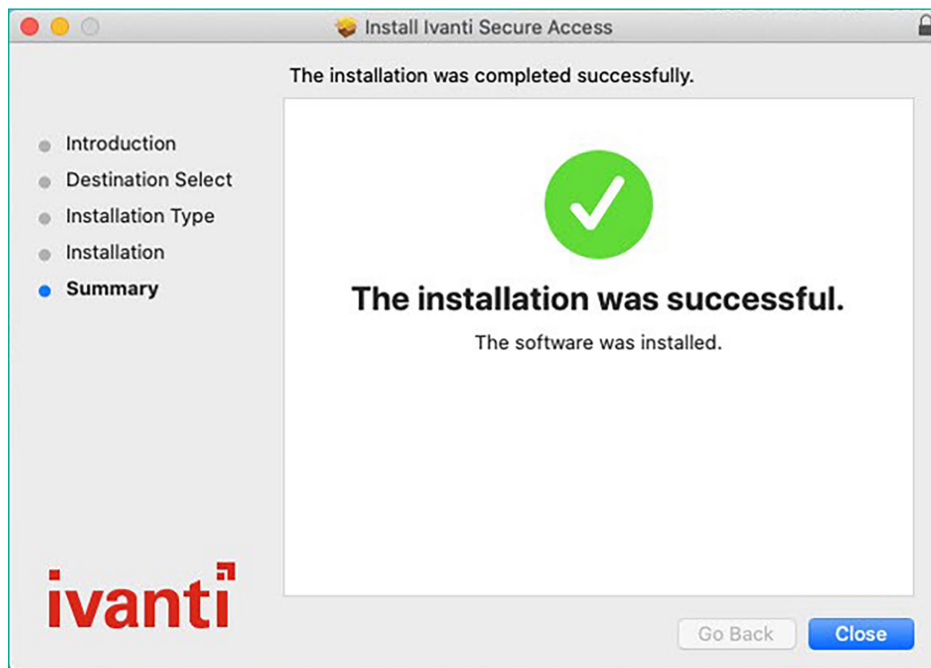 Install Ivanti Secure Access
The installation was completed successfully.
Introduction
Destination Select
Installation Type
Installation
Summary
The installation was successful.
The software was installed.
ivanti
Go Back
Close